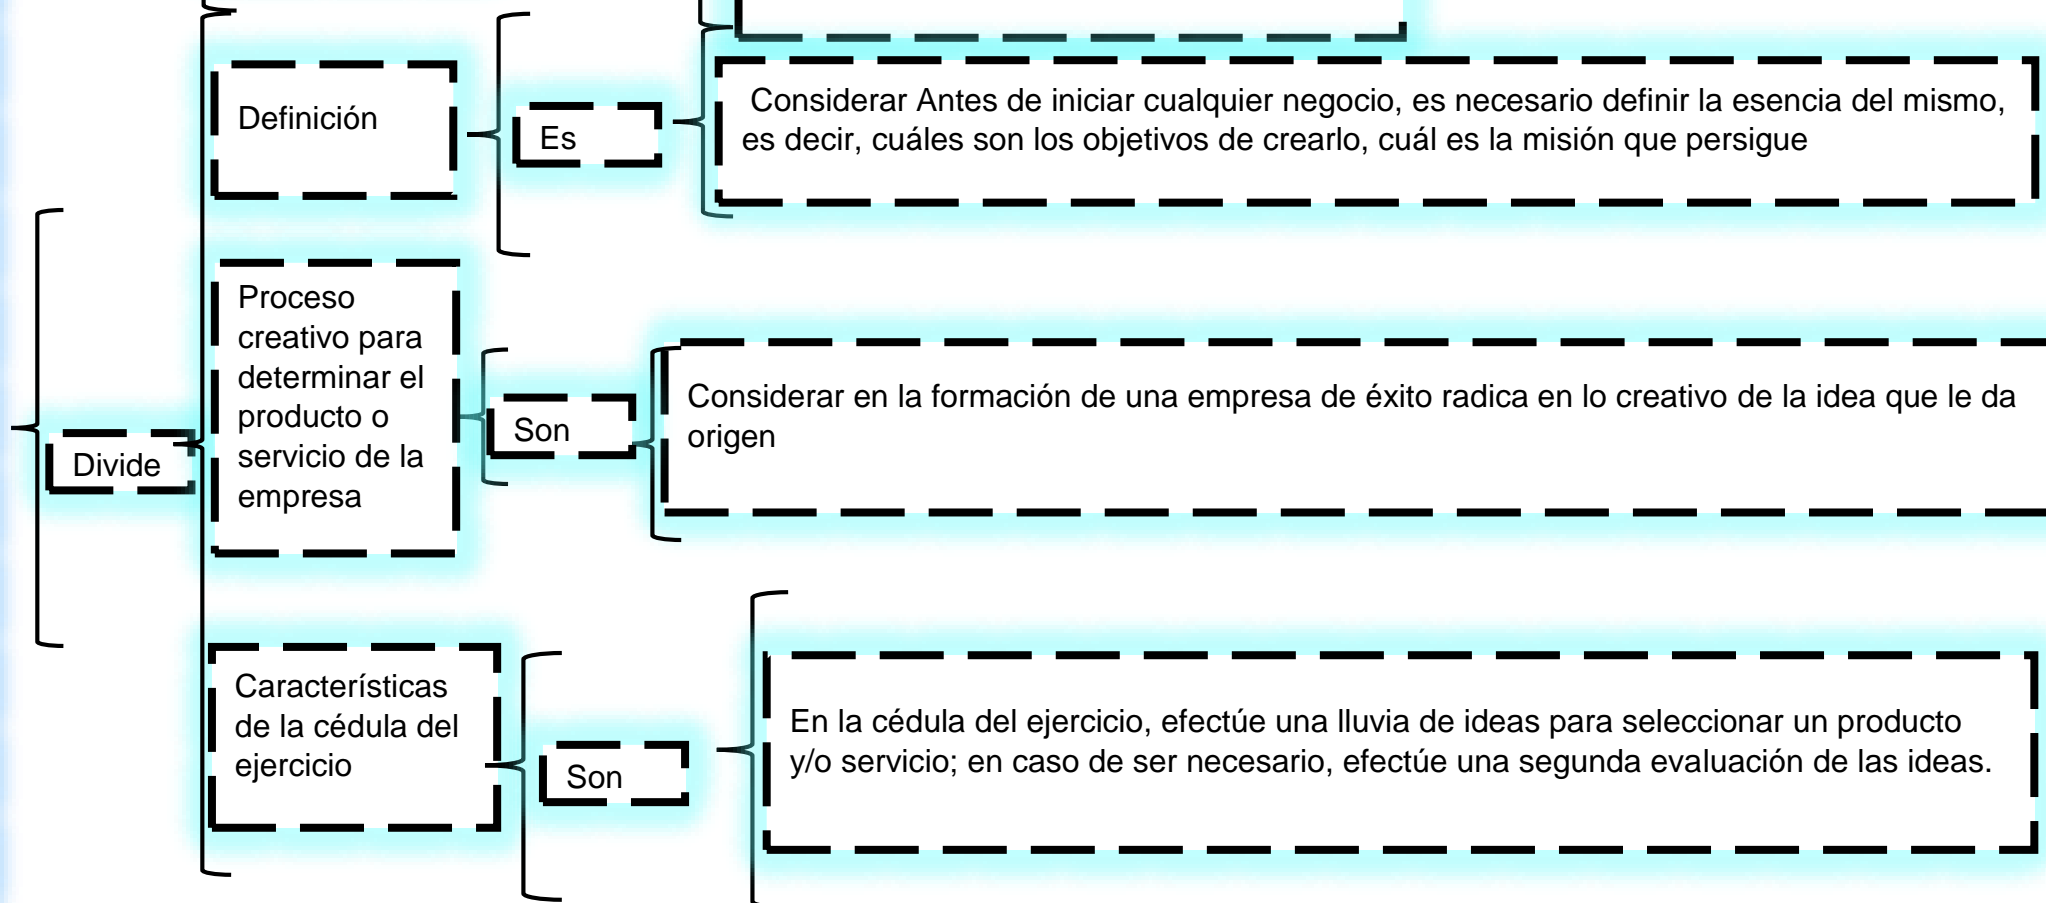 Definición
Es
Considerar Antes de iniciar cualquier negocio, es necesario definir la esencia del mismo,
es decir, cuáles son los objetivos de crearlo, cuál es la misión que persigue
Divide
Proceso
creativo para
determinar el
producto o
servicio de la
empresa
Son
Considerar en la formación de una empresa de éxito radica en lo creativo de la idea que le da
origen
Características
de la cédula del
ejercicio
Son
En la cédula del ejercicio, efectúe una lluvia de ideas para seleccionar un producto
y/o servicio; en caso de ser necesario, efectúe una segunda evaluación de las ideas.